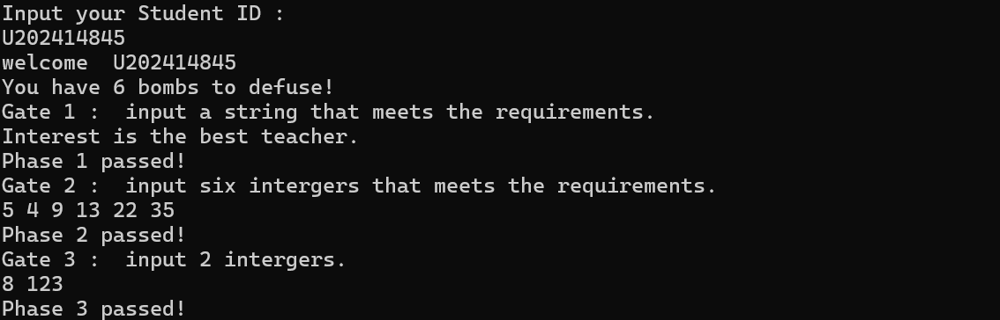 Input your Student ID :
U202414845
welcome  U202414845
You have 6 bombs to defuse!
Gate 1 :  input a string that meets the requirements.
Interest is the best teacher.
Phase 1 passed!
Gate 2 :  input six intergers that meets the requirements.
5 4 9 13 22 35
Phase 2 passed!
Gate 3 :  input 2 intergers.
8 123
Phase 3 passed!